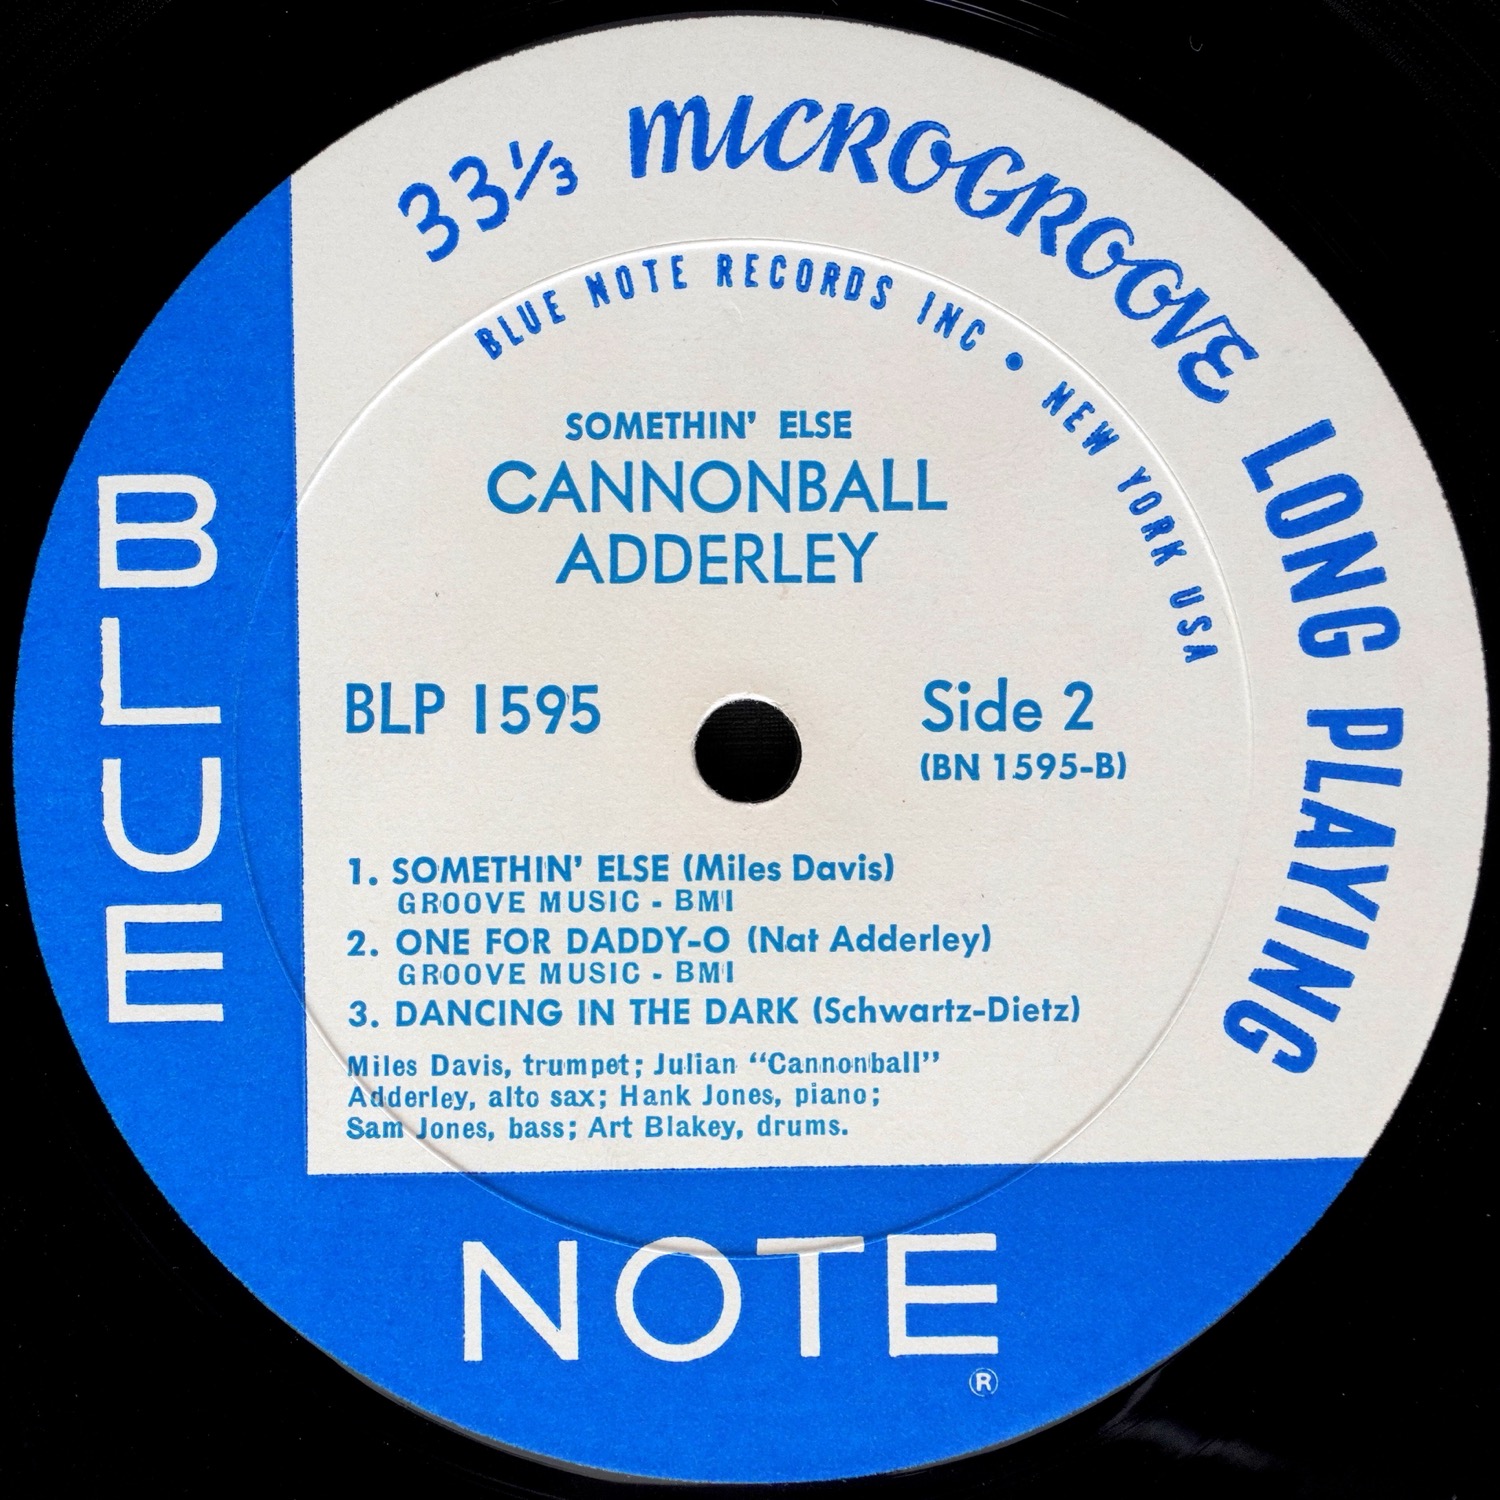 33⅓ MICROGROOVE LONG PLAYING
BLUE NOTE RECORDS INC • NEW YORK USA
SOMETHIN' ELSE
CANNONBALL
ADDERLEY
BLP 1595
Side 2
(BN 1595-B)
1. SOMETHIN' ELSE (Miles Davis)
GROOVE MUSIC - BMI
2. ONE FOR DADDY-O (Nat Adderley)
GROOVE MUSIC - BMI
3. DANCING IN THE DARK (Schwartz-Dietz)
Miles Davis, trumpet; Julian "Cannonball"
Adderley, alto sax; Hank Jones, piano;
Sam Jones, bass; Art Blakey, drums.
BLUE
NOTE
®